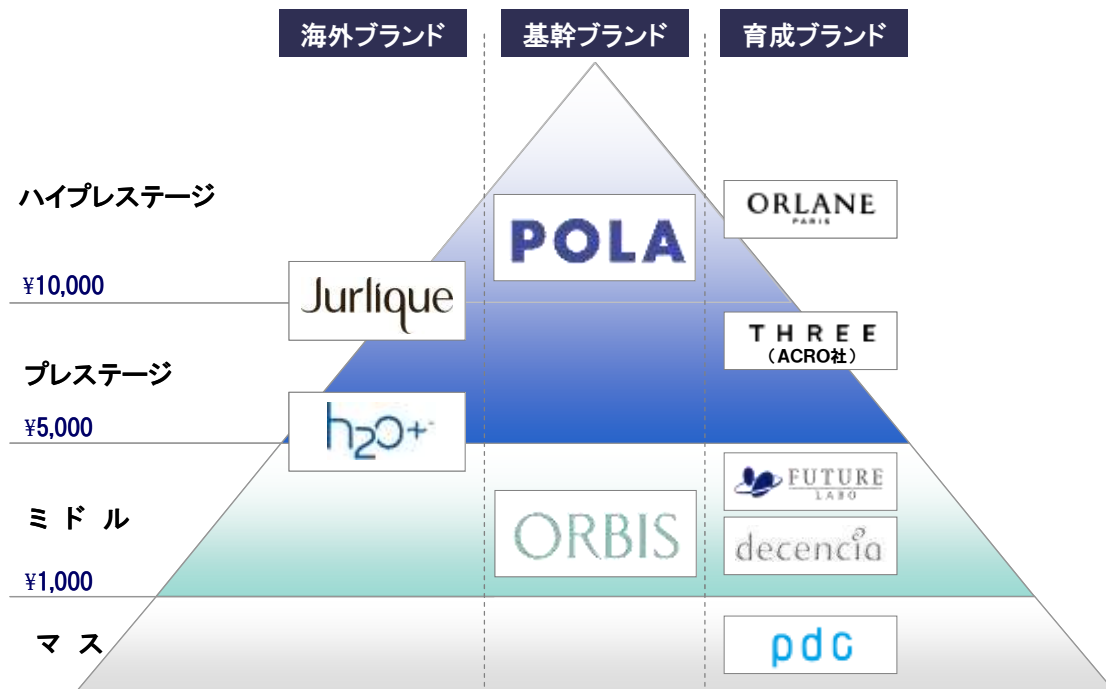 海外ブランド
基幹ブランド
育成ブランド
ハイプレステージ
POLA
ORLANE
PARIS
¥10,000
Jurlique
THREE
(ACRO社)
プレステージ
¥5,000
h2o+
FUTURE
LABO
ミドル
ORBIS
decencia
¥1,000
マス
pdc